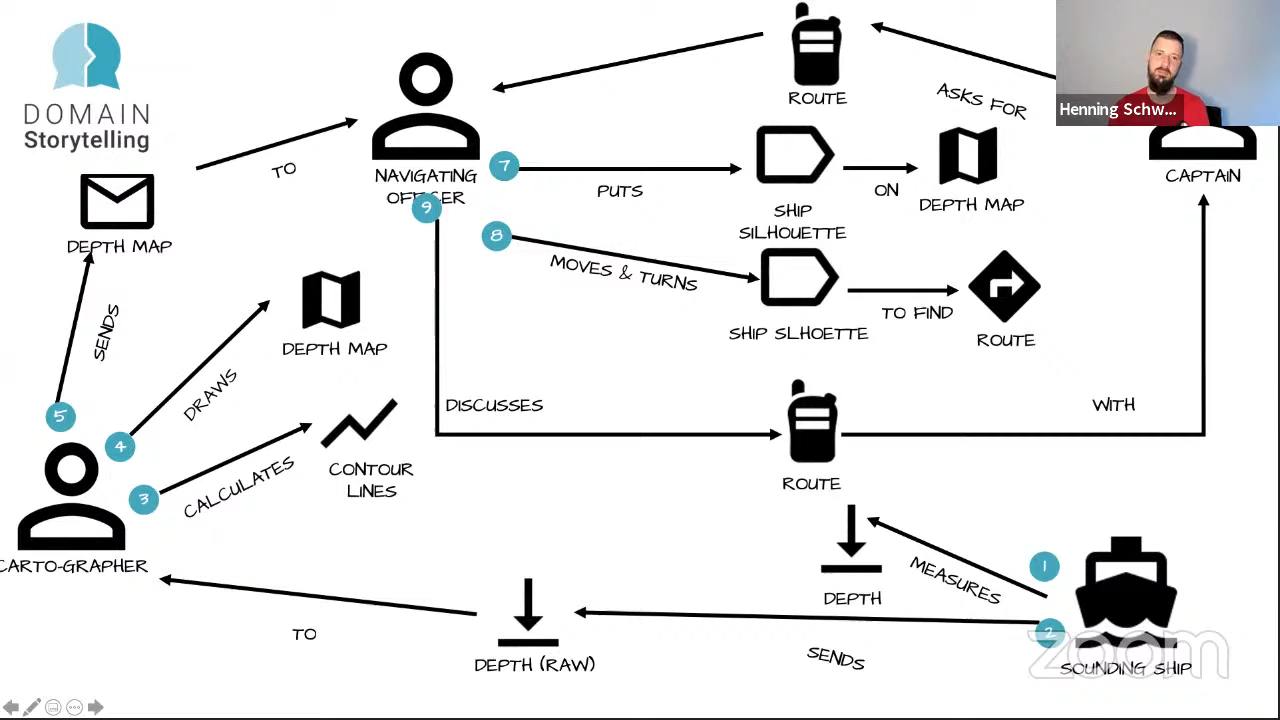 DOMAIN
Storytelling
ROUTE
ASKS FOR
Henning Schw...
CAPTAIN
TO
NAVIGATING
OFFICER
7
PUTS
SHIP
SILHOUETTE
ON
DEPTH MAP
DEPTH MAP
9
8
MOVES & TURNS
SHIP SLHOETTE
TO FIND
ROUTE
SENDS
DEPTH MAP
DRAWS
5
4
3
CALCULATES
CONTOUR
LINES
DISCUSSES
WITH
ROUTE
CARTO-GRAPHER
1
MEASURES
DEPTH
2
zoom
SOUNDING SHIP
SENDS
DEPTH (RAW)
TO